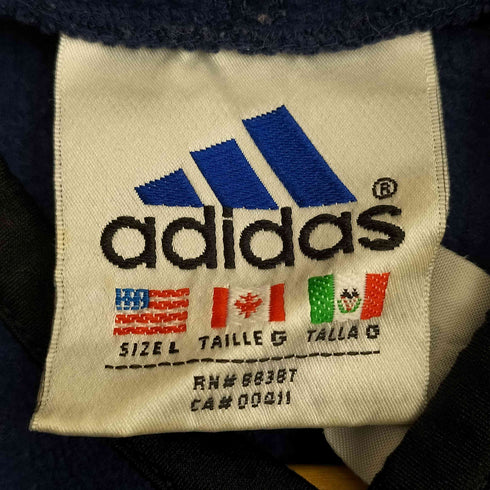 adidas ®
SIZE L TAILLE G TALLA G
RN# 88387
CA# 00411